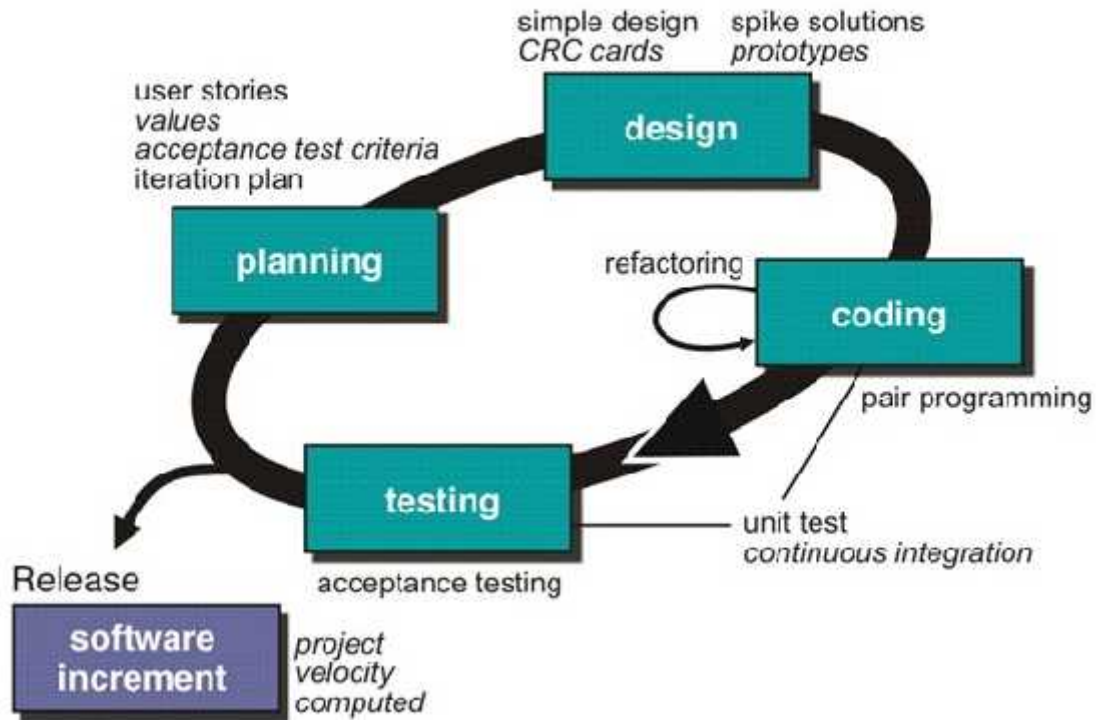 simple design
CRC cards
spike solutions
prototypes
user stories
values
acceptance test criteria
iteration plan
design
planning
refactoring
coding
pair programming
testing
unit test
continuous integration
acceptance testing
Release
software
increment
project
velocity
computed